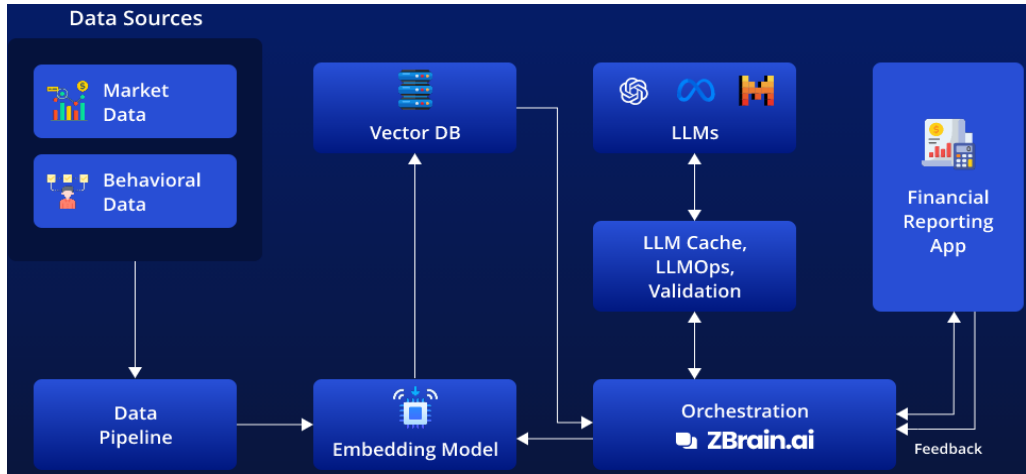 Data Sources
Market
Data
Behavioral
Data
Vector DB
LLMs
Financial
Reporting
App
LLM Cache,
LLMOps,
Validation
Data
Pipeline
Embedding Model
Orchestration
ZBrain.ai
Feedback